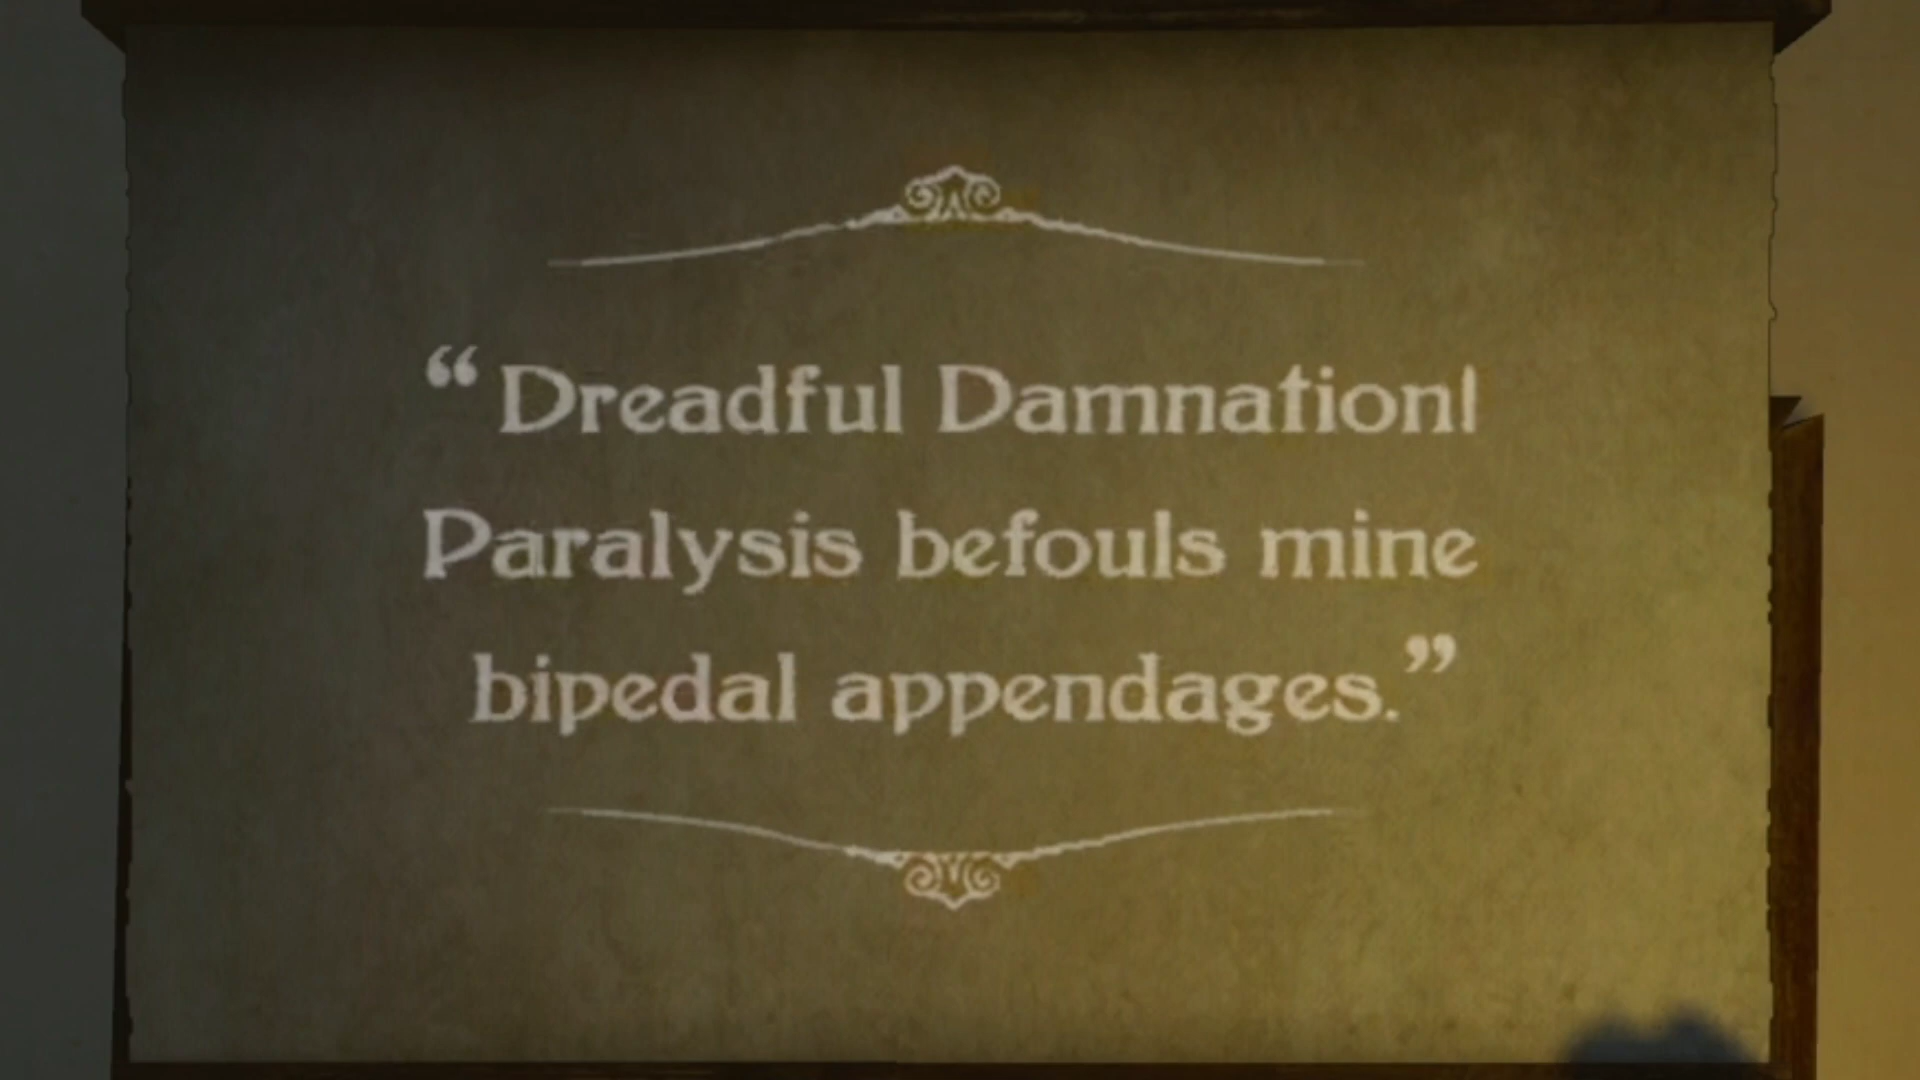 “Dreadful Damnation!
Paralysis befouls mine
bipedal appendages.”